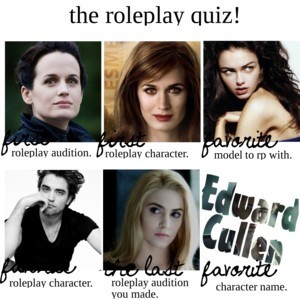 the roleplay quiz!
first
roleplay audition.
first
roleplay character.
favorite
model to rp with.
Edward
Cullen
funnest
roleplay character.
the last
roleplay audition
you made.
favorite
character name.